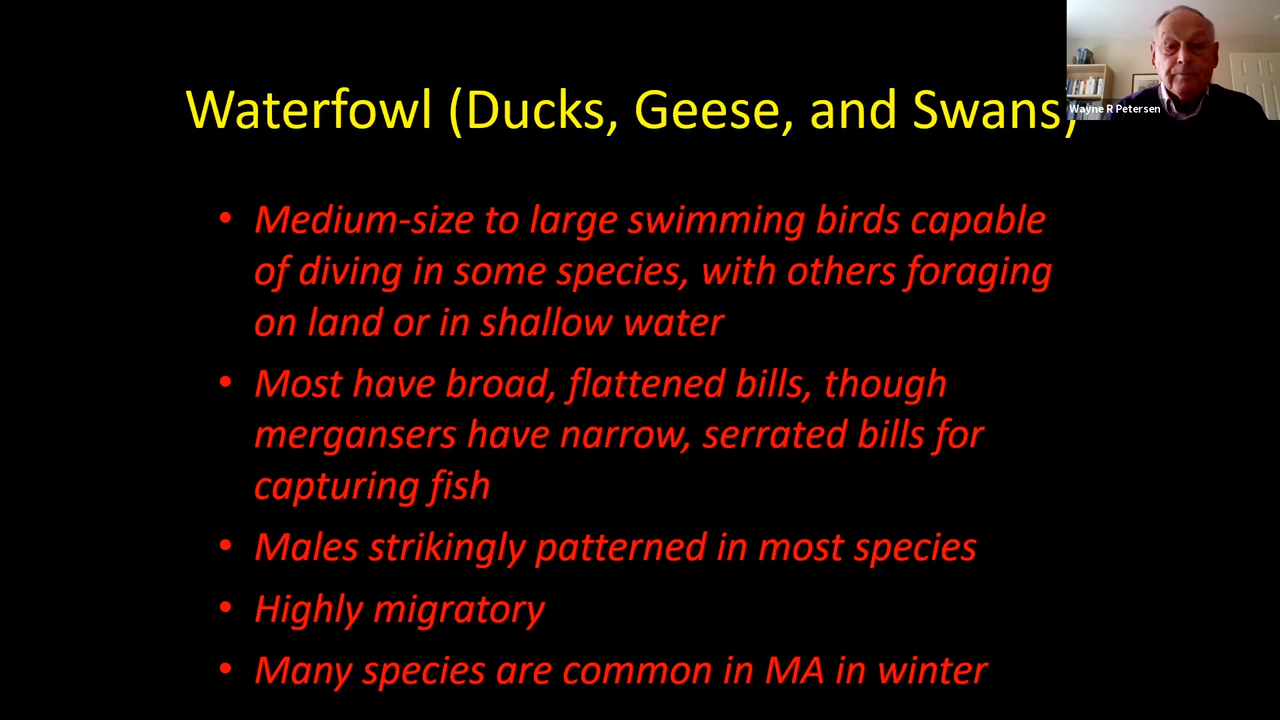 Waterfowl (Ducks, Geese, and Swans)
Wayne R Petersen
• Medium-size to large swimming birds capable
of diving in some species, with others foraging
on land or in shallow water
• Most have broad, flattened bills, though
mergansers have narrow, serrated bills for
capturing fish
• Males strikingly patterned in most species
• Highly migratory
• Many species are common in MA in winter